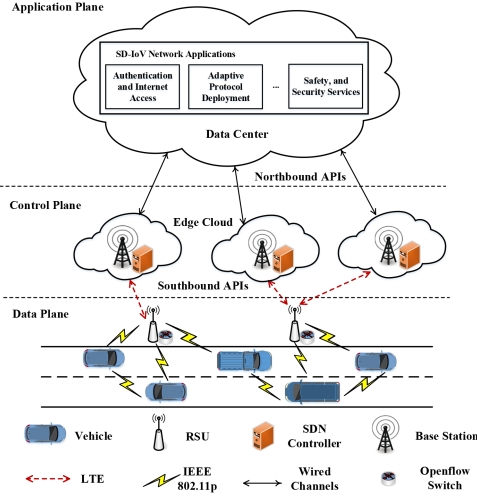 Application Plane
SD-IoV Network Applications
Authentication
and Internet
Access
Adaptive
Protocol
Deployment
...
Safety, and
Security Services
Data Center
Northbound APIs
Control Plane
Edge Cloud
Southbound APIs
Data Plane
Vehicle
RSU
SDN
Controller
Base Station
LTE
IEEE
802.11p
Wired
Channels
Openflow
Switch